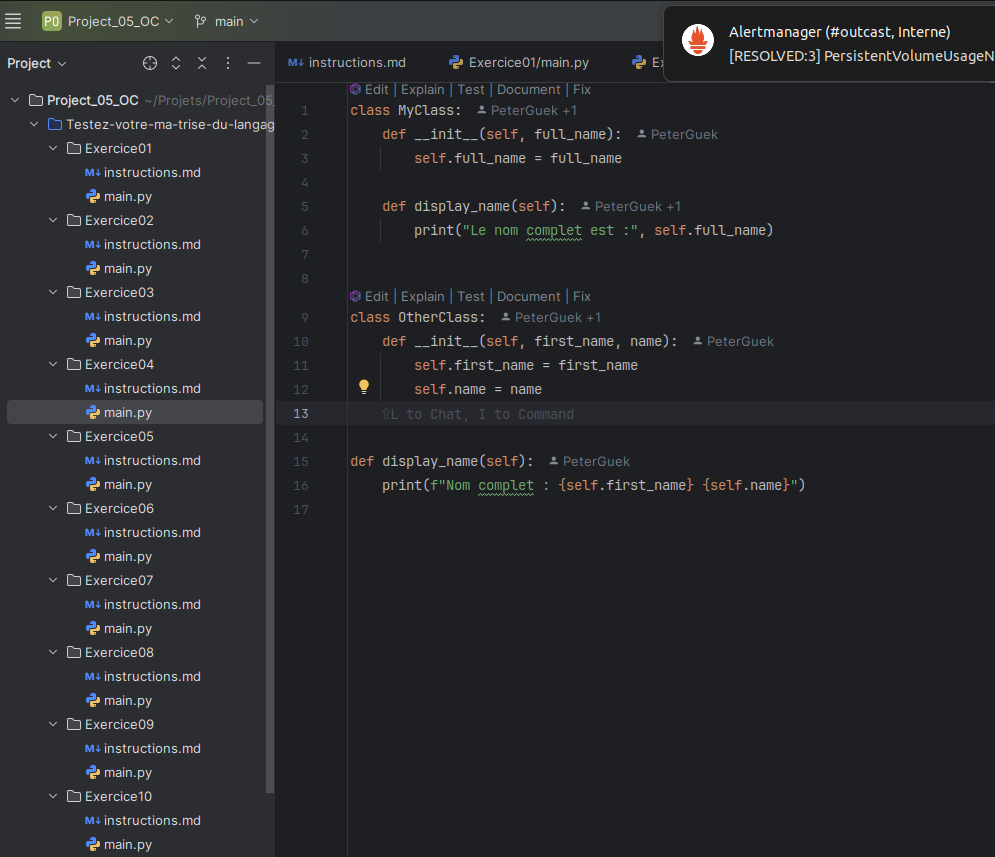 P0 Project_05_OC main
Alertmanager (#outcast, Interne)
[RESOLVED:3] PersistentVolumeUsageN
Project
instructions.md
Exercice01/main.py
Ex
Project_05_OC ~/Projets/Project_05_
Testez-votre-ma-trise-du-langag
Exercice01
M↓ instructions.md
main.py
Exercice02
M↓ instructions.md
main.py
Exercice03
M↓ instructions.md
main.py
Exercice04
M↓ instructions.md
main.py
Exercice05
M↓ instructions.md
main.py
Exercice06
M↓ instructions.md
main.py
Exercice07
M↓ instructions.md
main.py
Exercice08
M↓ instructions.md
main.py
Exercice09
M↓ instructions.md
main.py
Exercice10
M↓ instructions.md
main.py
Edit | Explain | Test | Document | Fix
1 class MyClass: PeterGuek +1
2 def __init__(self, full_name): PeterGuek
3 self.full_name = full_name
4
5 def display_name(self): PeterGuek +1
6 print("Le nom complet est :", self.full_name)
7
8
Edit | Explain | Test | Document | Fix
9 class OtherClass: PeterGuek +1
10 def __init__(self, first_name, name): PeterGuek
11 self.first_name = first_name
12 self.name = name
13 ⇧L to Chat, I to Command
14
15 def display_name(self): PeterGuek
16 print(f"Nom complet : {self.first_name} {self.name}")
17